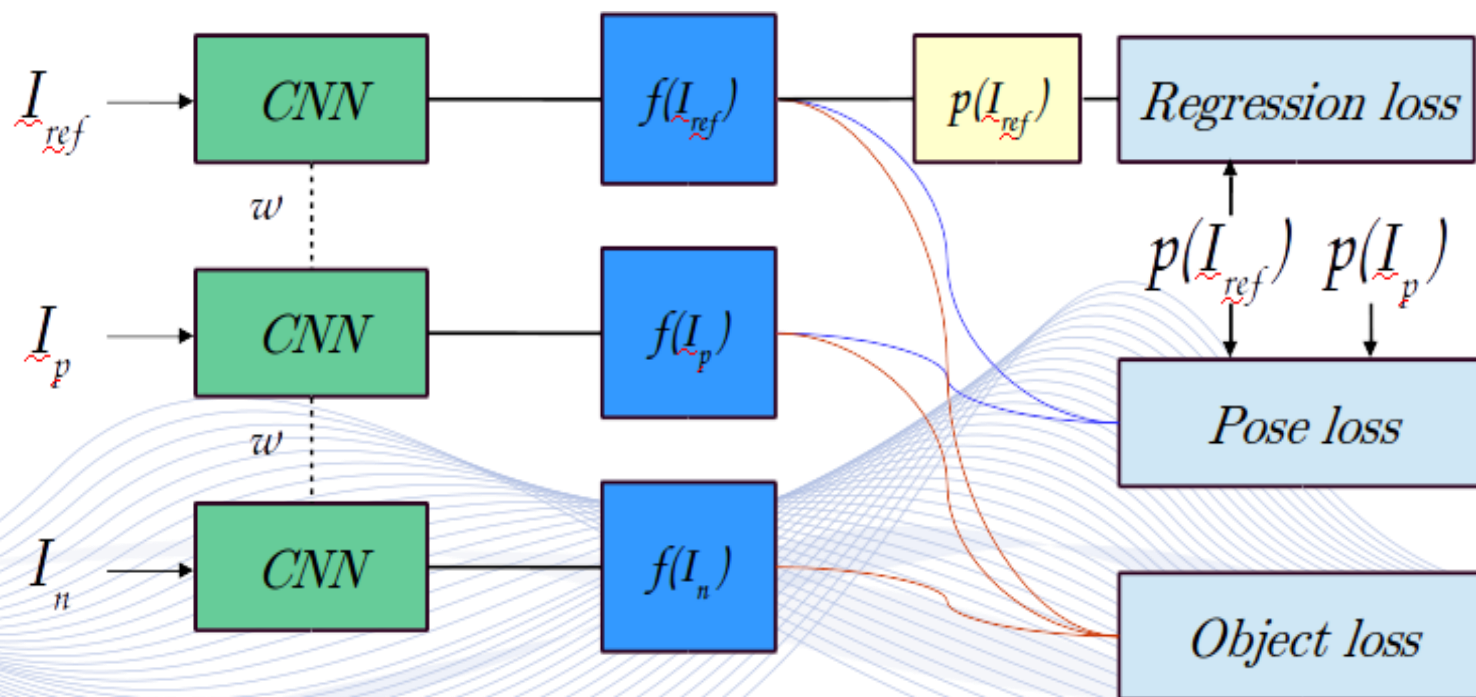 I_ref CNN f(I_ref) p(I_ref) Regression loss
w
p(I_ref) p(I_p)
I_p CNN f(I_p)
Pose loss
w
I_n CNN f(I_n)
Object loss